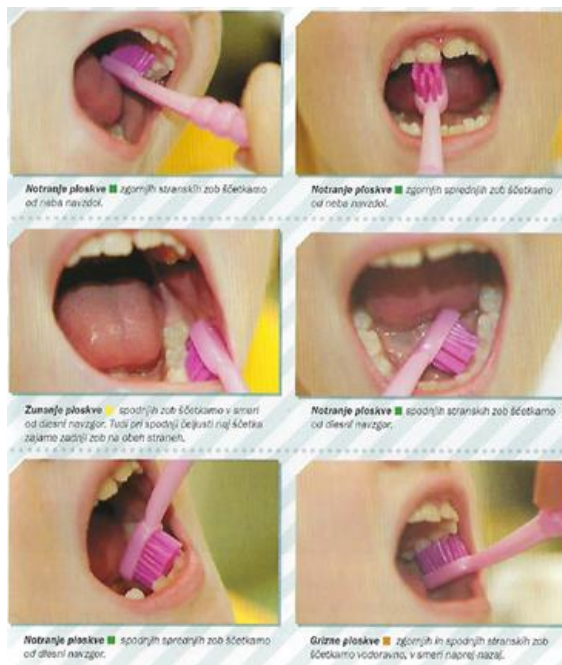 Notranje ploskve zgornjih stranskih zob ščetkamo
od neba navzdol.
Notranje ploskve zgornjih sprednjih zob ščetkamo
od neba navzdol.
Zunanje ploskve spodnjih zob ščetkamo v smeri
od dlesni navzgor. Tudi pri spodnji čeljusti naj ščetka
zajame zadnji zob na obeh straneh.
Notranje ploskve spodnjih stranskih zob ščetkamo
od dlesni navzgor.
Notranje ploskve spodnjih sprednjih zob ščetkamo
od dlesni navzgor.
Grizne ploskve zgornjih in spodnjih stranskih zob
ščetkamo vodoravno, v smeri naprej-nazaj.